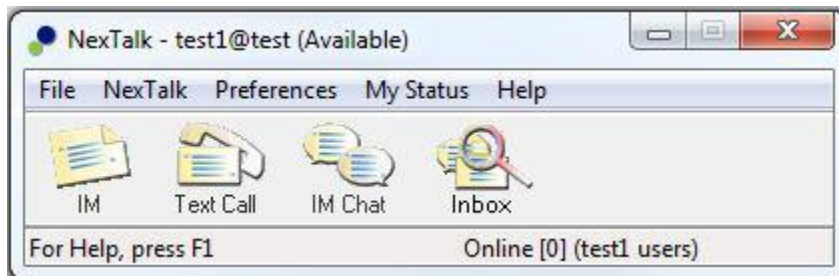 NexTalk - test1@test (Available)
File NexTalk Preferences My Status Help
IM Text Call IM Chat Inbox
For Help, press F1 Online [0] (test1 users)